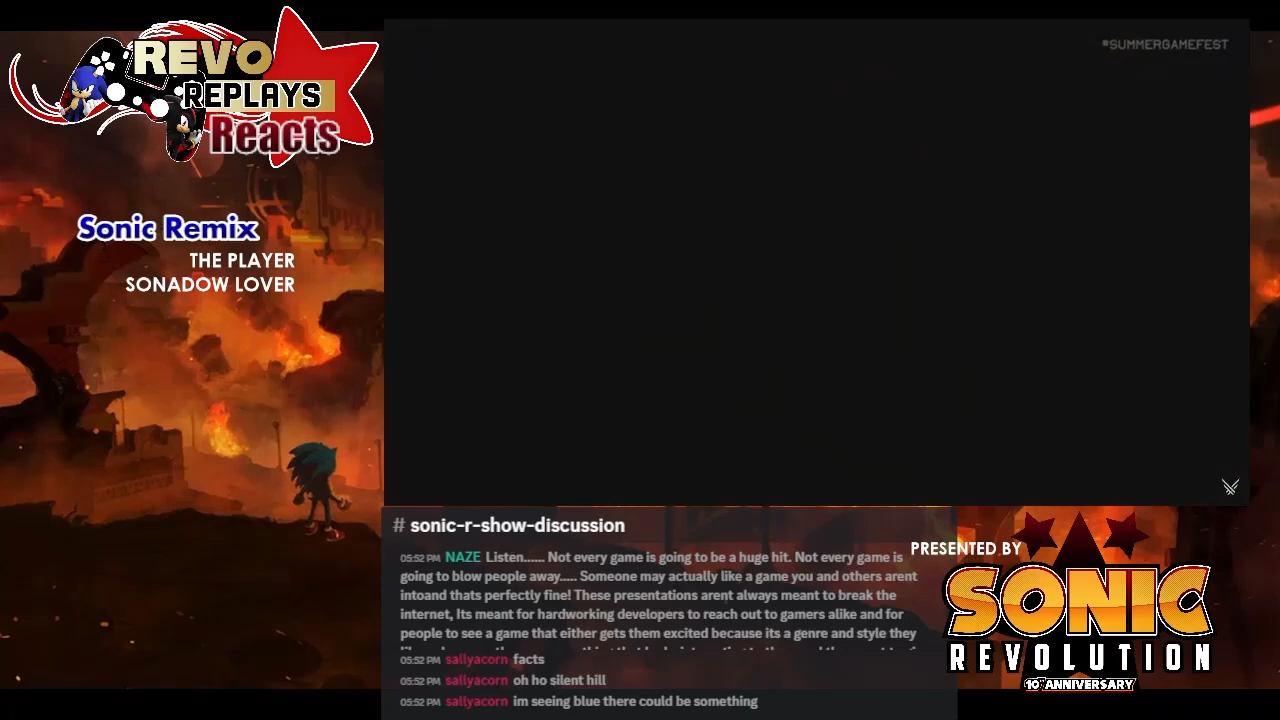 REVO
REPLAYS
Reacts
#SUMMERGAMEFEST
Sonic Remix
THE PLAYER
SONADOW LOVER
# sonic-r-show-discussion
05:52 PM NAZE Listen...... Not every game is going to be a huge hit. Not every game is
going to blow people away..... Someone may actually like a game you and others arent
intoand thats perfectly fine! These presentations arent always meant to break the
internet, Its meant for hardworking developers to reach out to gamers alike and for
people to see a game that either gets them excited because its a genre and style they
05:52 PM sallyacorn facts
05:52 PM sallyacorn oh ho silent hill
05:52 PM sallyacorn im seeing blue there could be something
PRESENTED BY
SONIC
REVOLUTION
10TH ANNIVERSARY